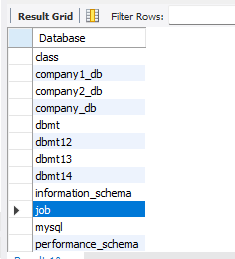 Result Grid Filter Rows:
Database
class
company1_db
company2_db
company_db
dbmt
dbmt12
dbmt13
dbmt14
information_schema
job
mysql
performance_schema